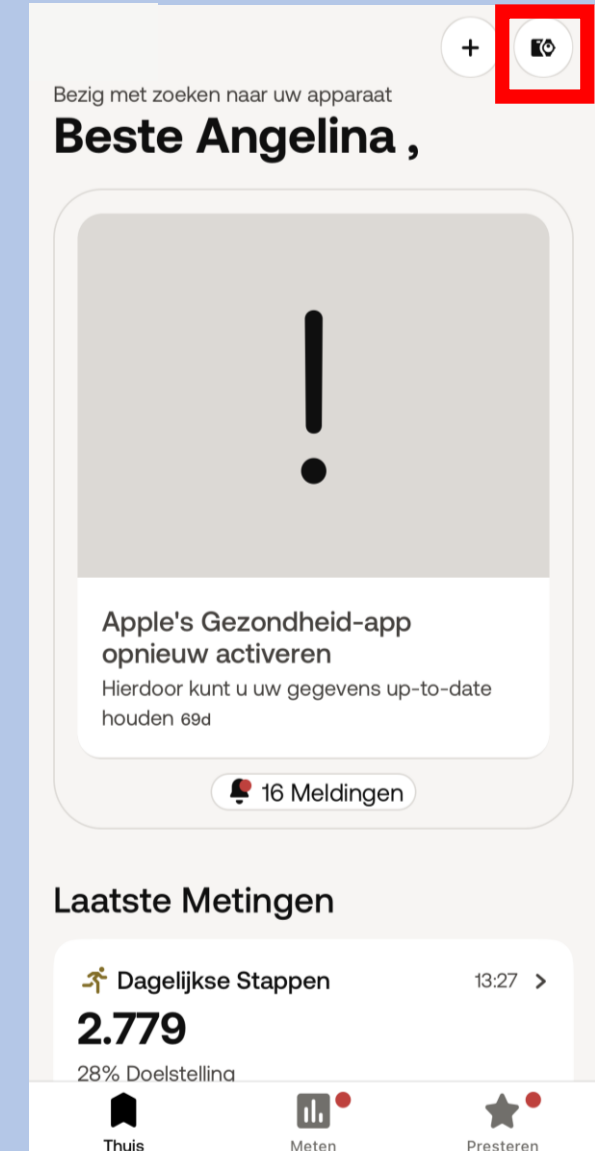 Bezig met zoeken naar uw apparaat
Beste Angelina ,
Apple's Gezondheid-app
opnieuw activeren
Hierdoor kunt u uw gegevens up-to-date
houden 69d
16 Meldingen
Laatste Metingen
Dagelijkse Stappen 13:27
2.779
28% Doelstelling
Thuis Meten Presteren